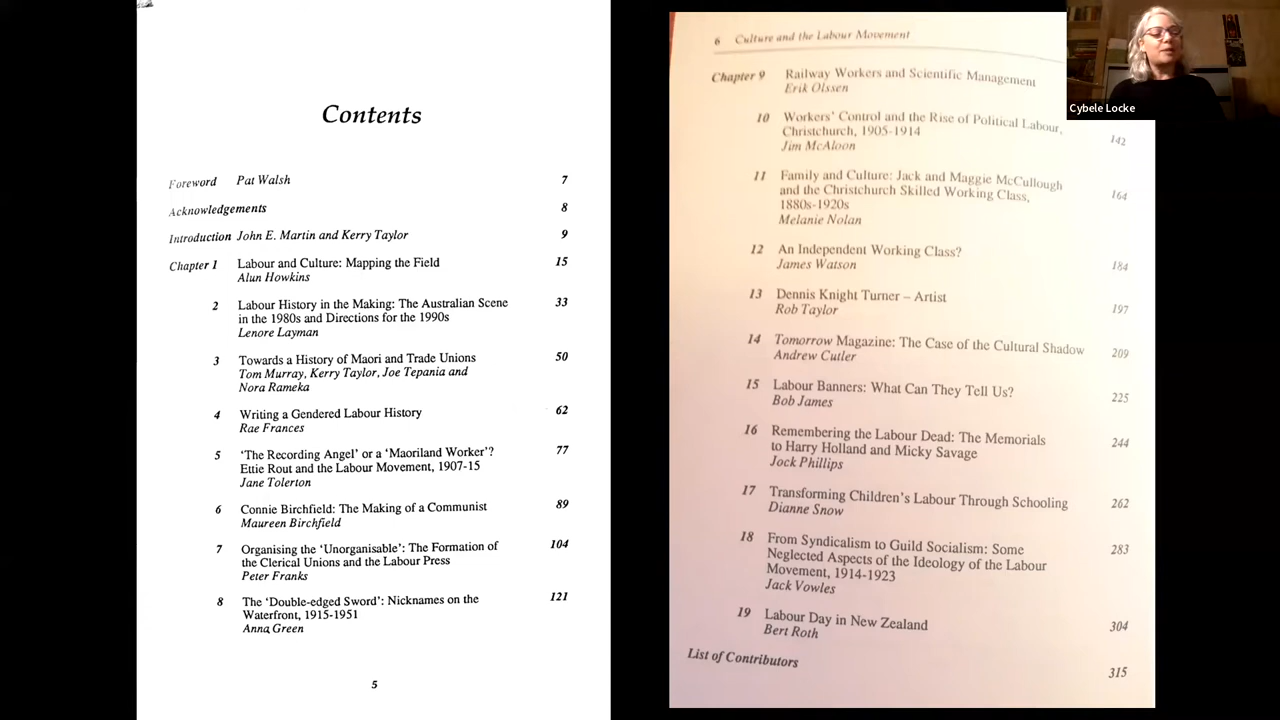 Contents
Foreword Pat Walsh 7
Acknowledgements 8
Introduction John E. Martin and Kerry Taylor 9
Chapter 1 Labour and Culture: Mapping the Field 15
Alun Howkins
2 Labour History in the Making: The Australian Scene 33
in the 1980s and Directions for the 1990s
Lenore Layman
3 Towards a History of Maori and Trade Unions 50
Tom Murray, Kerry Taylor, Joe Tepania and
Nora Rameka
4 Writing a Gendered Labour History 62
Rae Frances
5 ‘The Recording Angel’ or a ‘Maoriland Worker’? 77
Ettie Rout and the Labour Movement, 1907-15
Jane Tolerton
6 Connie Birchfield: The Making of a Communist 89
Maureen Birchfield
7 Organising the ‘Unorganisable’: The Formation of 104
the Clerical Unions and the Labour Press
Peter Franks
8 The ‘Double-edged Sword’: Nicknames on the 121
Waterfront, 1915-1951
Anna Green
5
6 Culture and the Labour Movement
Chapter 9 Railway Workers and Scientific Management
Erik Olssen
10 Workers’ Control and the Rise of Political Labour,
Christchurch, 1905-1914 142
Jim McAloon
11 Family and Culture: Jack and Maggie McCullough
and the Christchurch Skilled Working Class, 164
1880s-1920s
Melanie Nolan
12 An Independent Working Class? 184
James Watson
13 Dennis Knight Turner – Artist 197
Rob Taylor
14 Tomorrow Magazine: The Case of the Cultural Shadow 209
Andrew Cutler
15 Labour Banners: What Can They Tell Us? 225
Bob James
16 Remembering the Labour Dead: The Memorials 244
to Harry Holland and Micky Savage
Jock Phillips
17 Transforming Children’s Labour Through Schooling 262
Dianne Snow
18 From Syndicalism to Guild Socialism: Some 283
Neglected Aspects of the Ideology of the Labour
Movement, 1914-1923
Jack Vowles
19 Labour Day in New Zealand 304
Bert Roth
List of Contributors 315
Cybele Locke